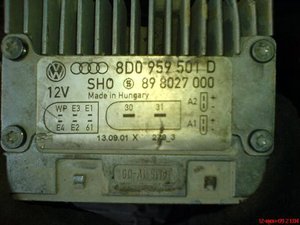 8D0 959 501 D
12V SHO S 89 8027 000
Made in Hungary
WP E3 E1 30 31 A2
E4 E2 61 A1
13.09.01 X